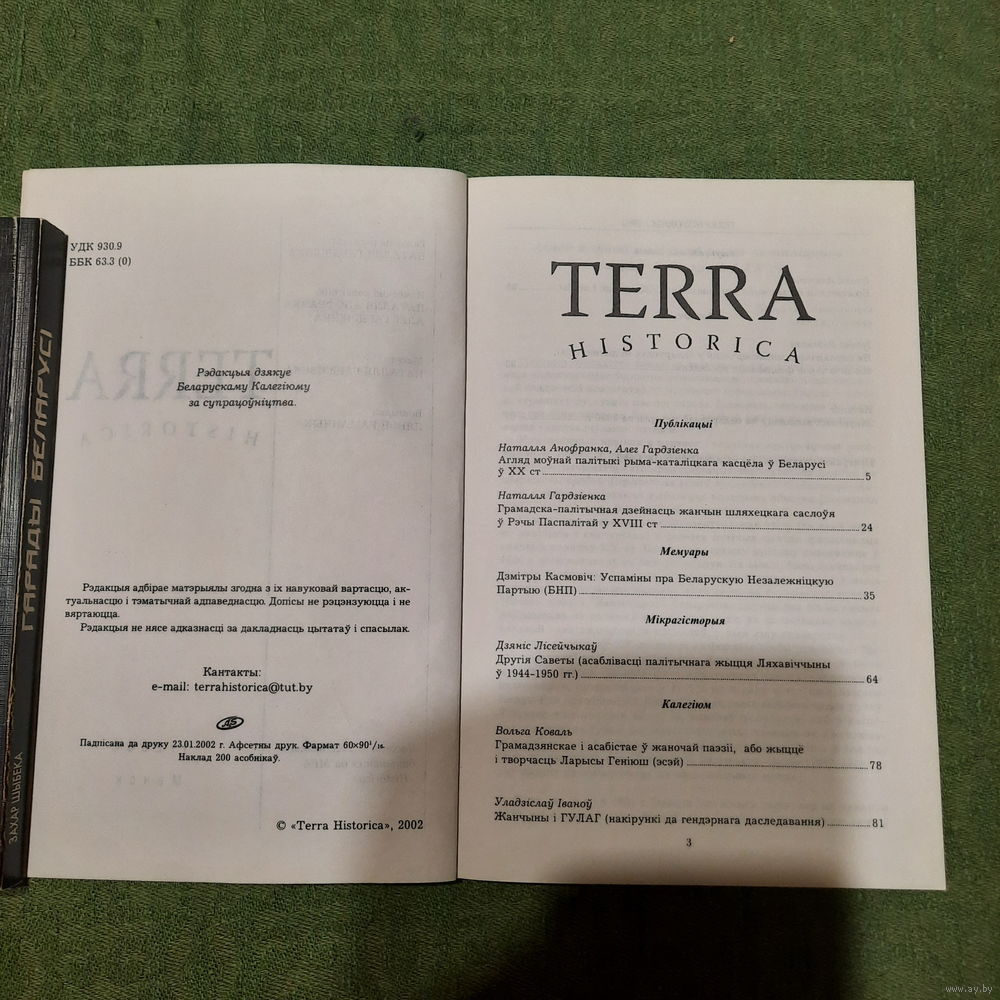 ЗАХАР ШЫБЕКА ГАРАДЫ БЕЛАРУСІ
УДК 930.9
ББК 63.3 (0)
Рэдакцыя дзякуе
Беларускаму Калегіюму
за супрацоўніцтва.
Рэдакцыя адбірае матэрыялы згодна з іх навуковай вартасцю, ак-
туальнасцю і тэматычнай адпаведнасцю. Допісы не рэцэнзуюцца і не
вяртаюцца.
Рэдакцыя не нясе адказнасці за дакладнасць цытатаў і спасылак.
Кантакты:
e-mail: terrahistorica@tut.by
Падпісана да друку 23.01.2002 г. Афсетны друк. Фармат 60×90¹/₁₆.
Наклад 200 асобнікаў.
© «Terra Historica», 2002
TERRA
HISTORICA
Публікацыі
Наталля Анофранка, Алег Гардзіенка
Агляд моўнай палітыкі рыма-каталіцкага касцёла ў Беларусі
ў XX ст ........ 5
Наталля Гардзіенка
Грамадска-палітычная дзейнасць жанчын шляхецкага саслоўя
ў Рэчы Паспалітай у XVIII ст ........ 24
Мемуары
Дзмітры Касмовіч: Успаміны пра Беларускую Незалежніцкую
Партыю (БНП) ........ 35
Мікрагісторыя
Дзяніс Лісейчыкаў
Другія Саветы (асаблівасці палітычнага жыцця Ляхавіччыны
ў 1944-1950 гг.) ........ 64
Калегіюм
Вольга Коваль
Грамадзянскае і асабістае ў жаночай паэзіі, або жыццё
і творчасць Ларысы Геніюш (эсэй) ........ 78
Уладзіслаў Іваноў
Жанчыны і ГУЛАГ (накірункі да гендэрнага даследавання) ........ 81
3
www.ay.by